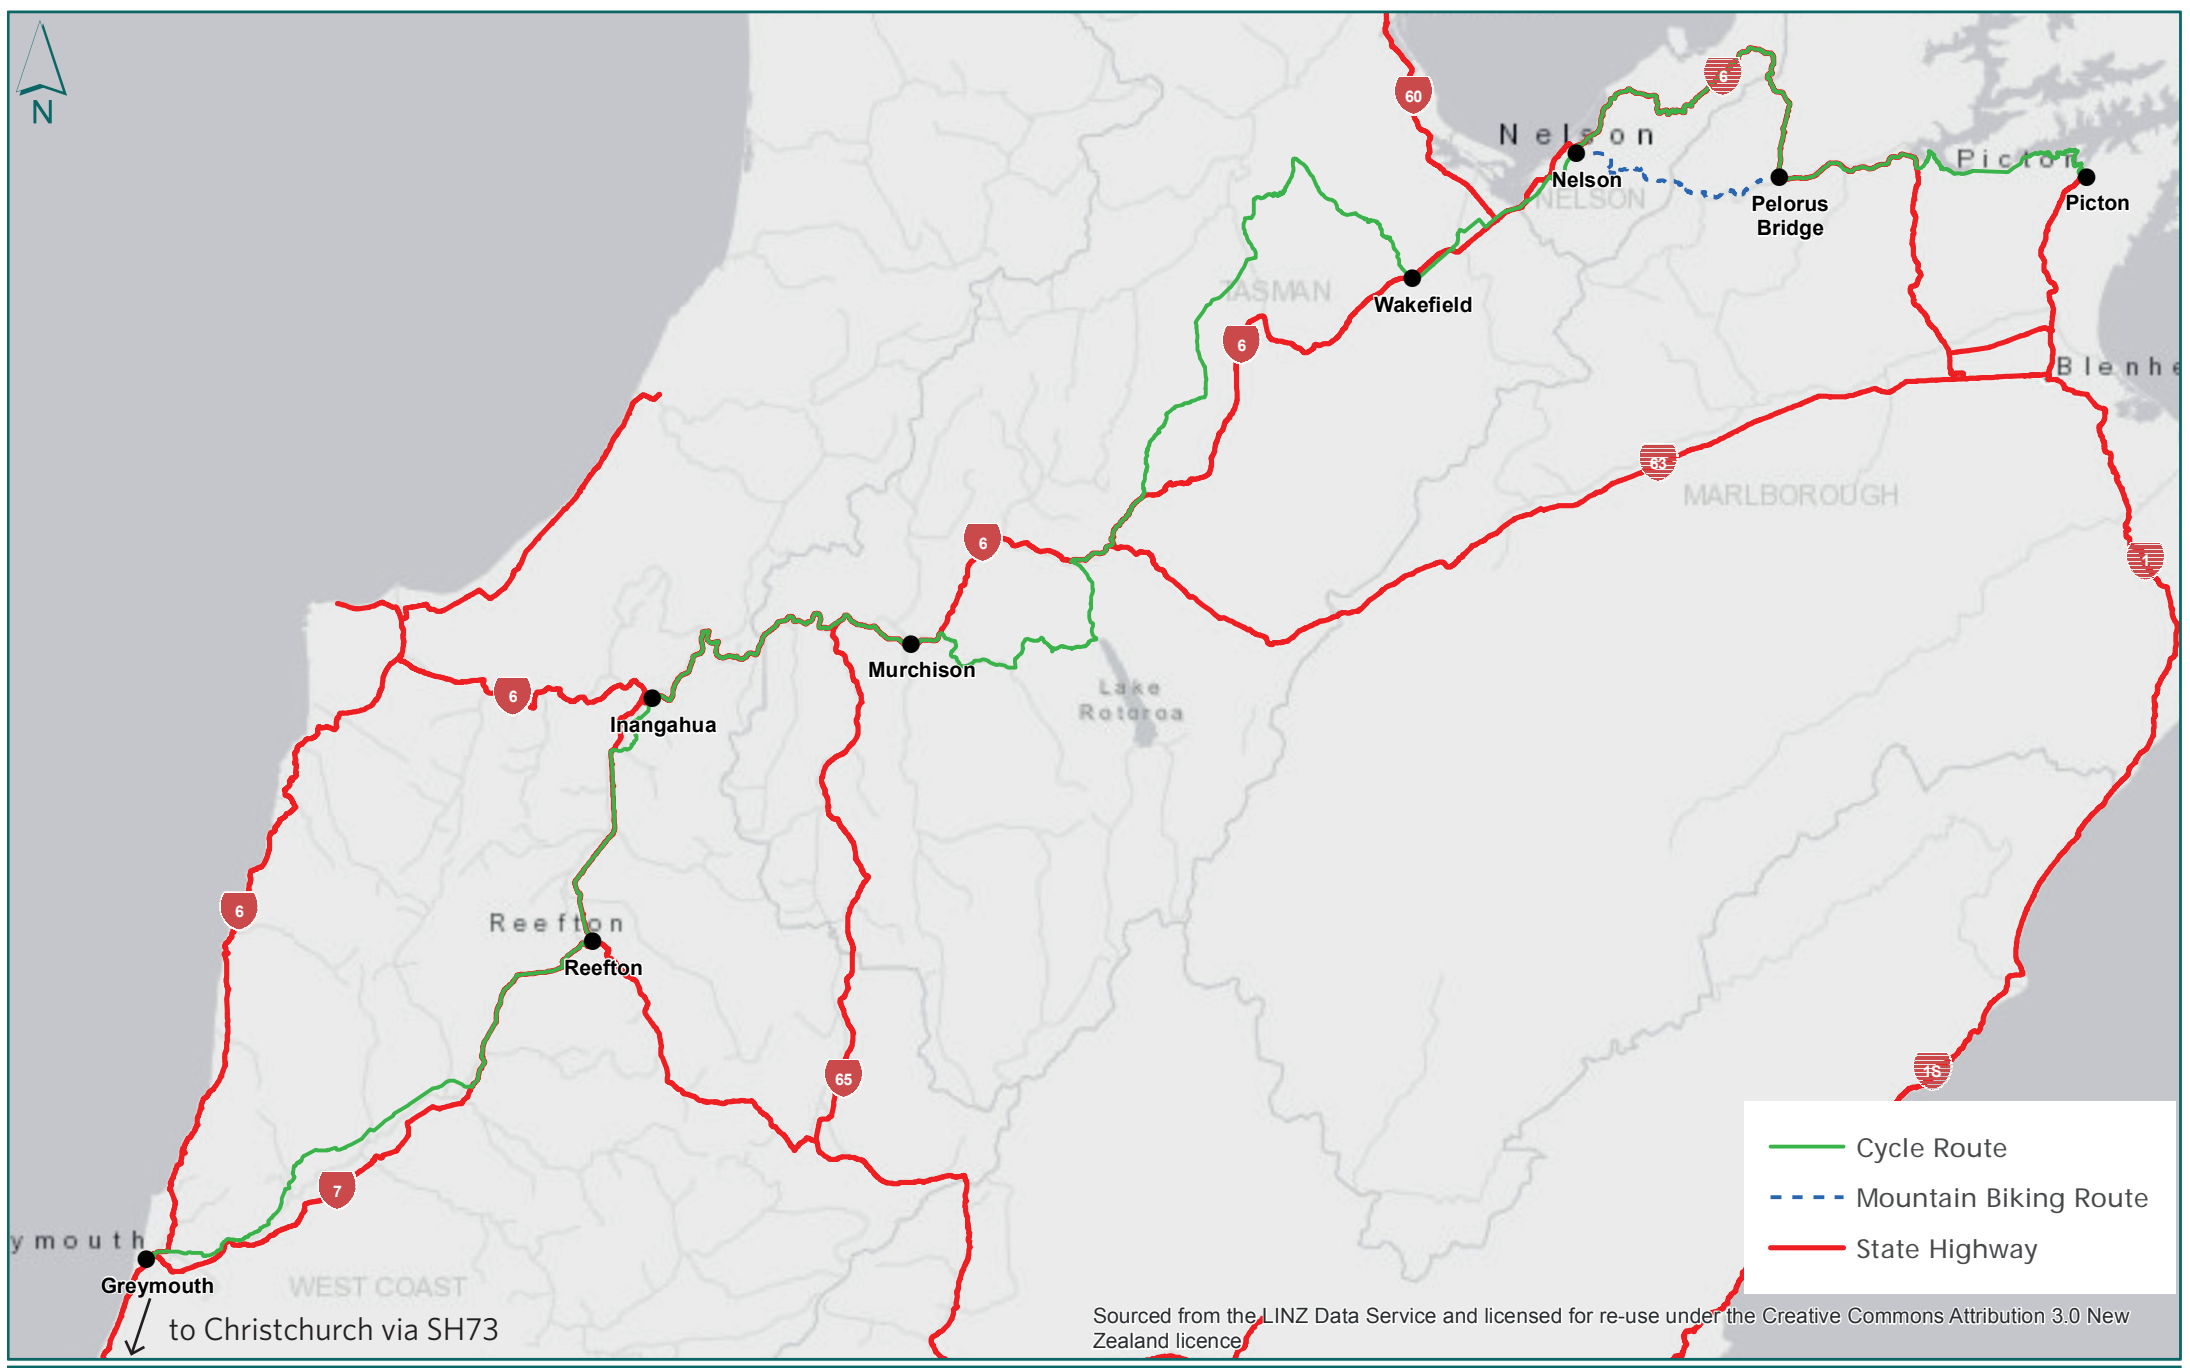 N
60
6
Nelson
Nelson
NELSON
Picton
Picton
Pelorus
Bridge
TASMAN
Wakefield
6
Blenhe
63
MARLBOROUGH
6
1
Murchison
Lake
Rotoroa
6
Inangahua
6
Reefton
Reefton
65
1S
7
ymouth
Greymouth
WEST COAST
to Christchurch via SH73
Cycle Route
Mountain Biking Route
State Highway
Sourced from the LINZ Data Service and licensed for re-use under the Creative Commons Attribution 3.0 New
Zealand licence